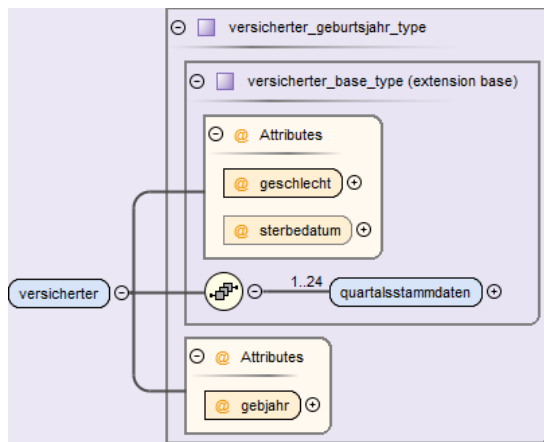 versicherter_geburtsjahr_type
versicherter_base_type (extension base)
@ Attributes
@ geschlecht
@ sterbedatum
versicherter
1..24
quartalsstammdaten
@ Attributes
@ gebjahr